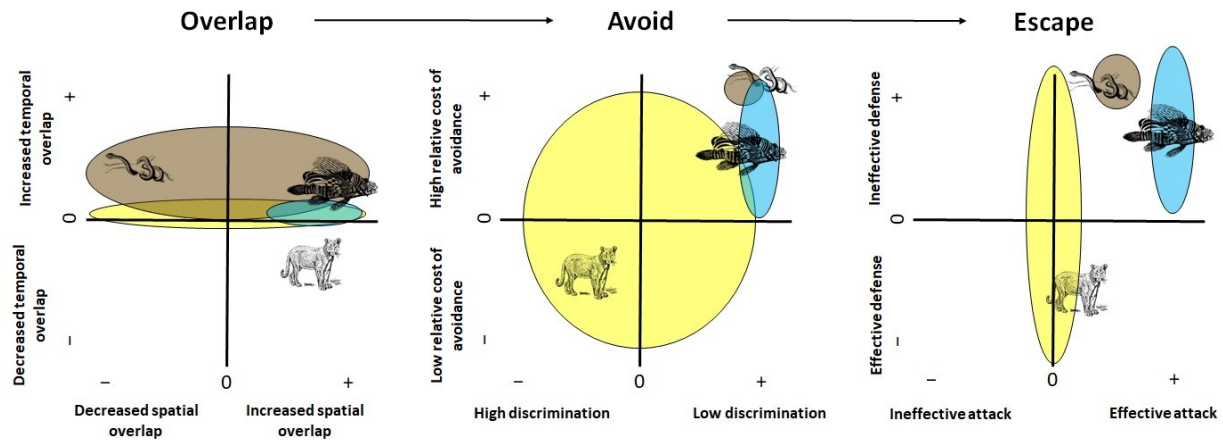 Overlap
Avoid
Escape
Increased temporal
overlap
Decreased temporal
overlap
+
0
–
–
0
+
Decreased spatial
overlap
Increased spatial
overlap
High relative cost of
avoidance
Low relative cost of
avoidance
+
0
–
–
0
+
High discrimination
Low discrimination
Ineffective defense
Effective defense
+
0
–
–
0
+
Ineffective attack
Effective attack